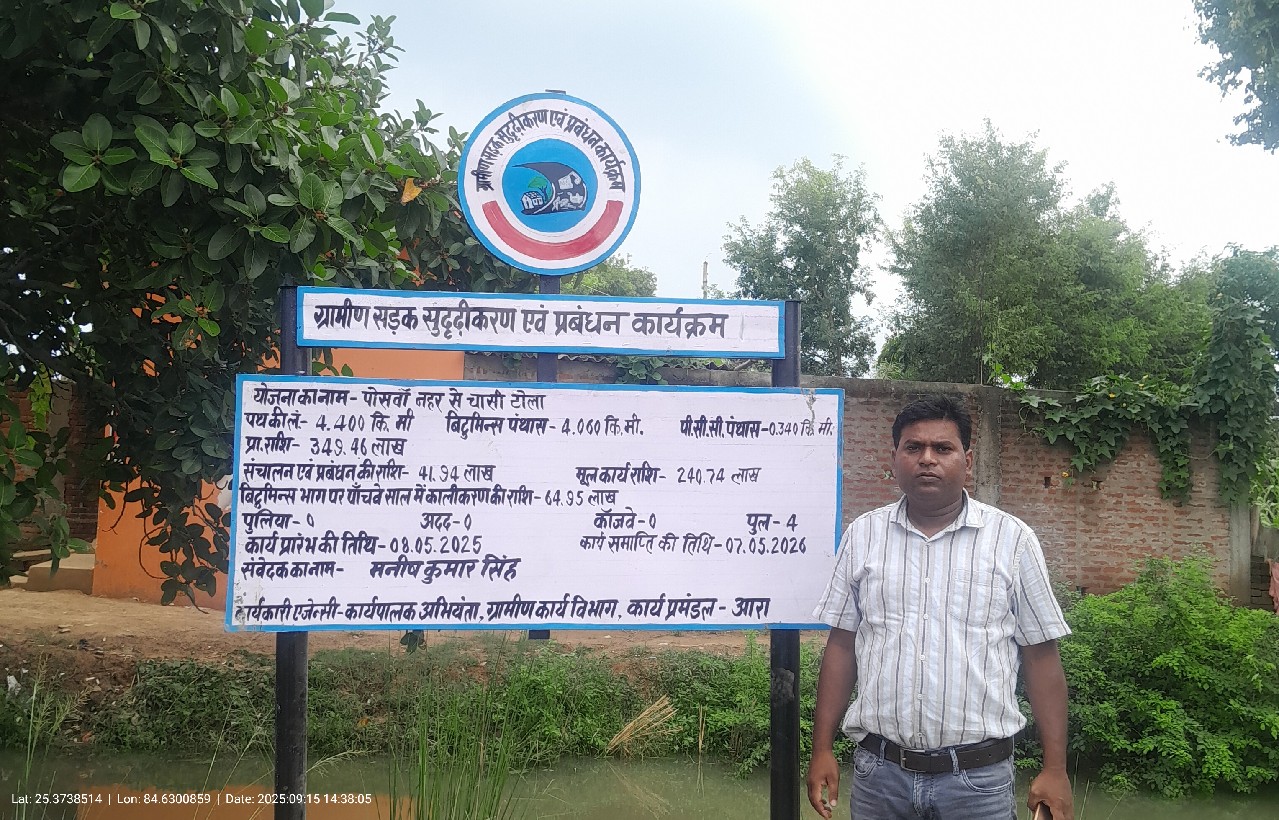 ग्रामीण सड़क सुदृढ़ीकरण एवं प्रबंधन कार्यक्रम
ग्रामीण सड़क सुदृढ़ीकरण एवं प्रबंधन कार्यक्रम
योजना का नाम- पोसवाँ नहर से चासी टोला
पथ की लं- 4.400 कि. मी बिटुमिन्स पंथास- 4.060 कि.मी. पी.सी.सी. पंथास-0.340 कि. मी.
प्रा. राशि- 349.46 लाख
संचालन एवं प्रबंधन की राशि- 41.94 लाख मूल कार्य राशि- 240.74 लाख
बिटुमिन्स भाग पर पाँचवे साल में कालीकरण की राशि- 64.95 लाख
पुलिया- 0 अदद-0 कॉजवे-0 पुल-4
कार्य प्रारंभ की तिथि-08.05.2025 कार्य समाप्ति की तिथि-07.05.2026
संवेदक का नाम- मनीष कुमार सिंह
कार्यकारी एजेन्सी-कार्यपालक अभियंता, ग्रामीण कार्य विभाग, कार्य प्रमंडल - आरा
Lat: 25.3738514 | Lon: 84.6300859 | Date: 2025:09:15 14:38:05